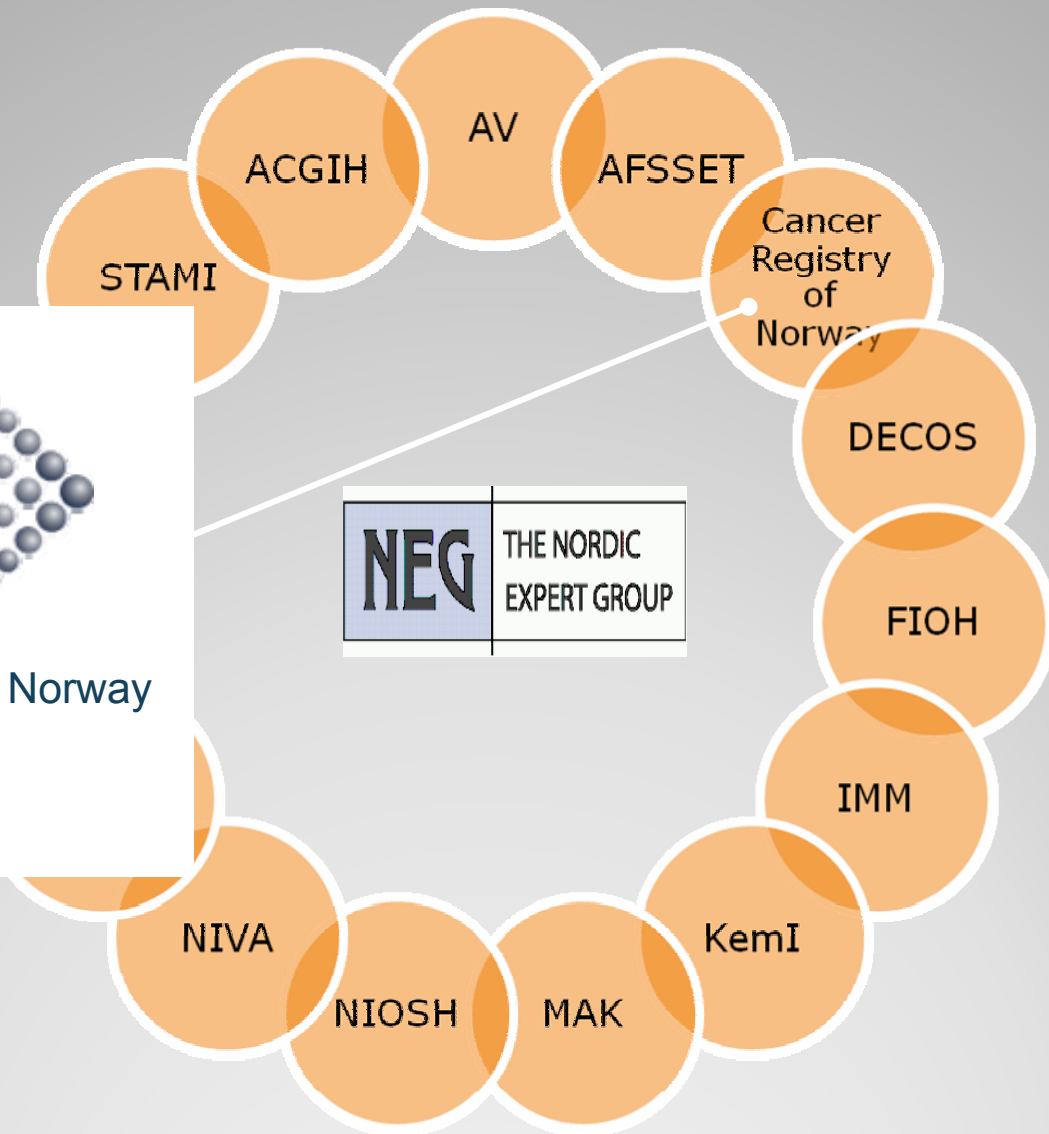 AV
ACGIH
AFSSET
Cancer
Registry
of
Norway
STAMI
DECOS
NEG
THE NORDIC
EXPERT GROUP
FIOH
Norway
IMM
KemI
NIVA
NIOSH
MAK